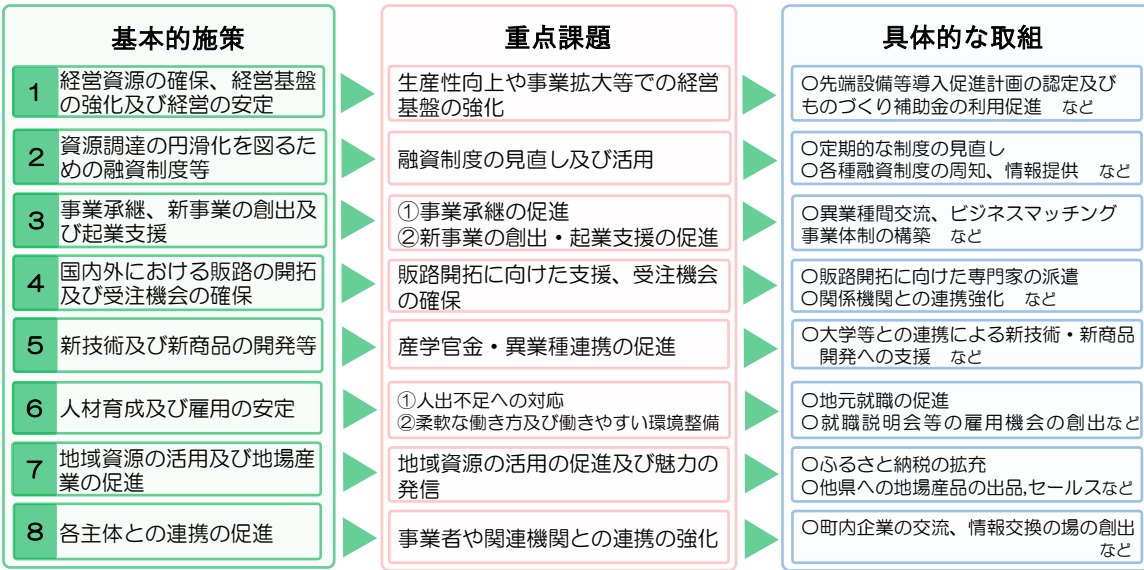 基本的施策
重点課題
具体的な取組
1
経営資源の確保、経営基盤
の強化及び経営の安定
生産性向上や事業拡大等での経営
基盤の強化
〇先端設備等導入促進計画の認定及び
ものづくり補助金の利用促進 など
2
資源調達の円滑化を図るた
めの融資制度等
融資制度の見直し及び活用
〇定期的な制度の見直し
〇各種融資制度の周知、情報提供 など
3
事業承継、新事業の創出及
び起業支援
①事業承継の促進
②新事業の創出・起業支援の促進
〇異業種間交流、ビジネスマッチング
事業体制の構築 など
4
国内外における販路の開拓
及び受注機会の確保
販路開拓に向けた支援、受注機会
の確保
〇販路開拓に向けた専門家の派遣
〇関係機関との連携強化 など
5
新技術及び新商品の開発等
産学官金・異業種連携の促進
〇大学等との連携による新技術・新商品
開発への支援 など
6
人材育成及び雇用の安定
①人出不足への対応
②柔軟な働き方及び働きやすい環境整備
〇地元就職の促進
〇就職説明会等の雇用機会の創出など
7
地域資源の活用及び地場産
業の促進
地域資源の活用の促進及び魅力の
発信
〇ふるさと納税の拡充
〇他県への地場産品の出品,セールスなど
8
各主体との連携の促進
事業者や関連機関との連携の強化
〇町内企業の交流、情報交換の場の創出
など